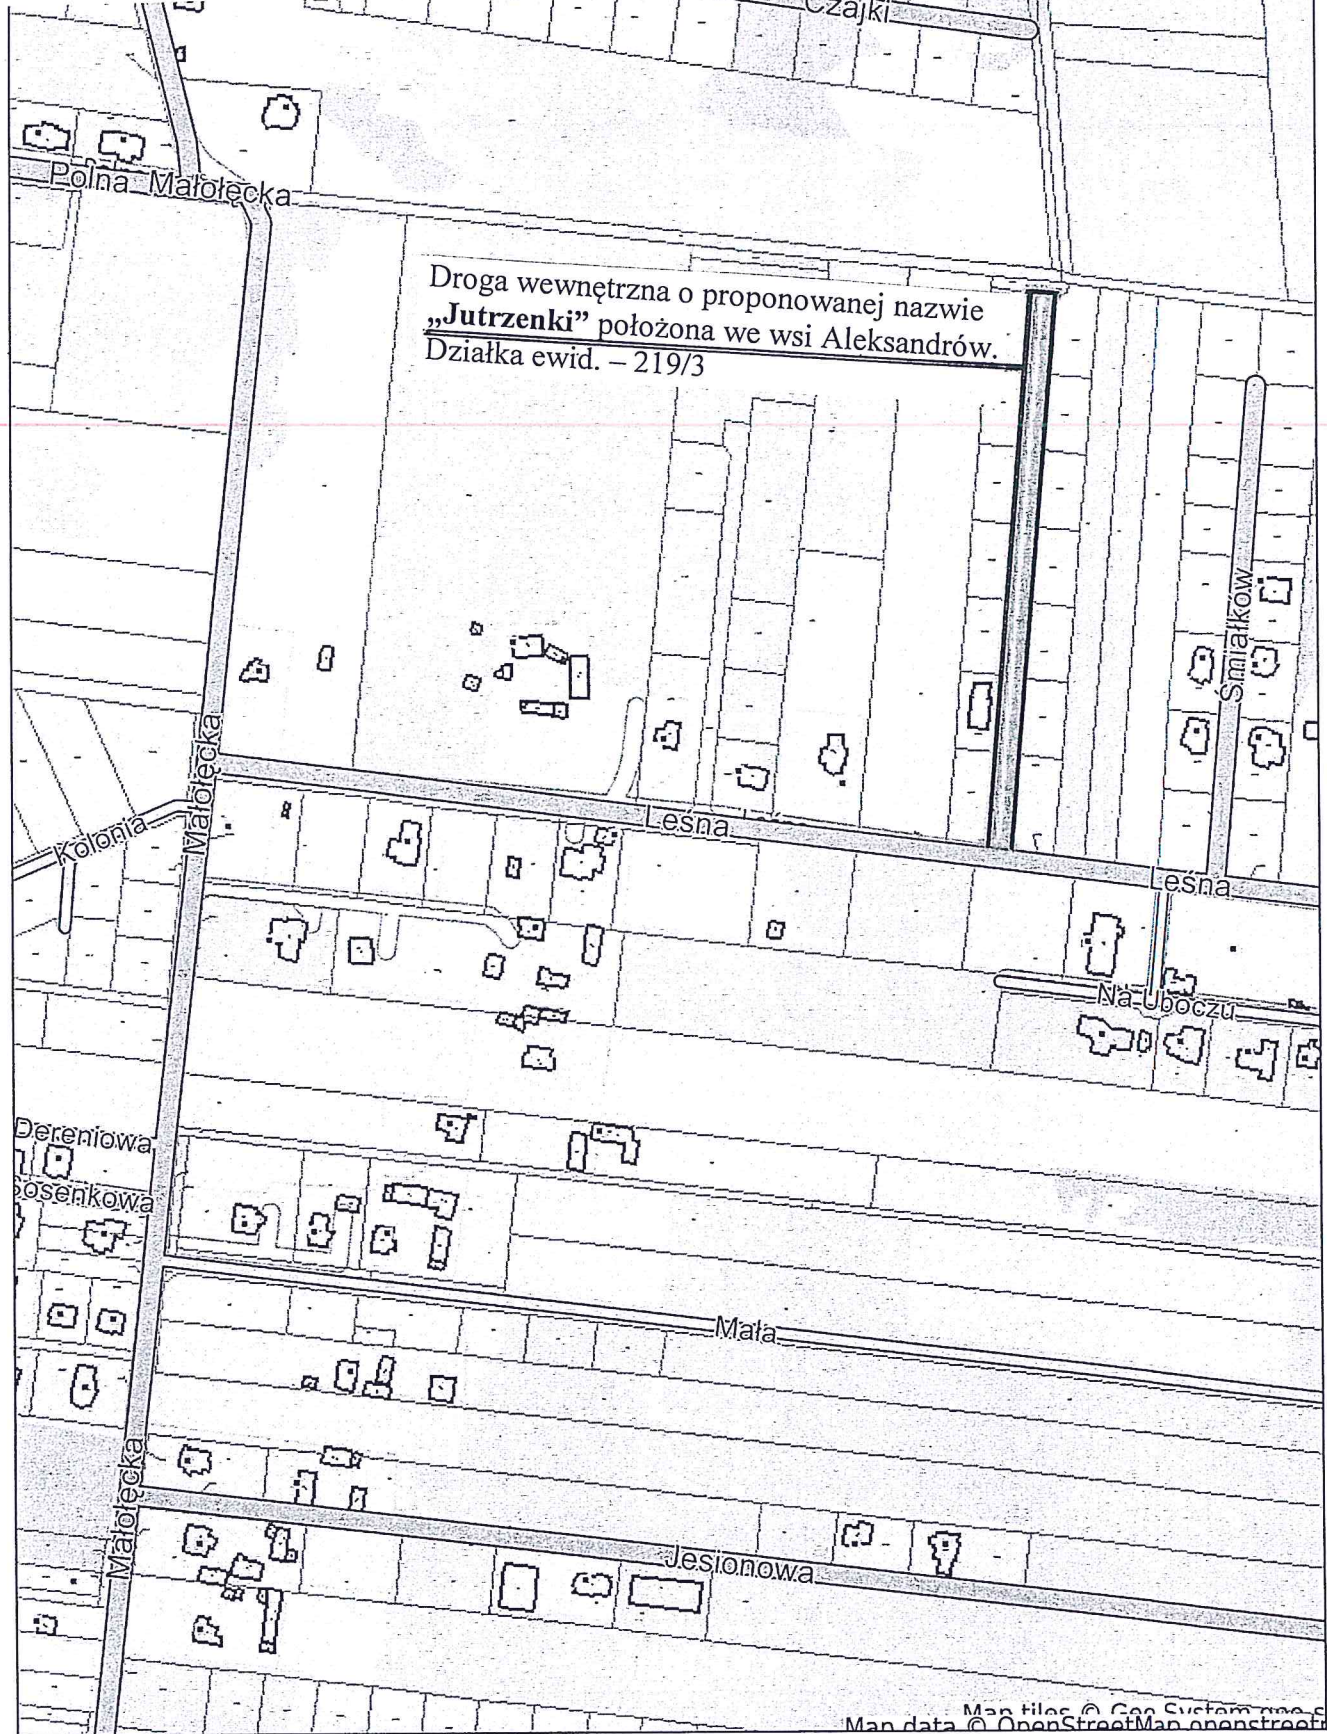 Czajki
Polna Małołęcka
Droga wewnętrzna o proponowanej nazwie
„Jutrzenki” położona we wsi Aleksandrów.
Działka ewid. – 219/3
Śmiałków
Małołęcka
Kolonia
Leśna
Leśna
Na Uboczu
Dereniowa
Sosenkowa
Mała
Małołęcka
Jesionowa
Map tiles © Geo System
Map data © OpenStreetMap